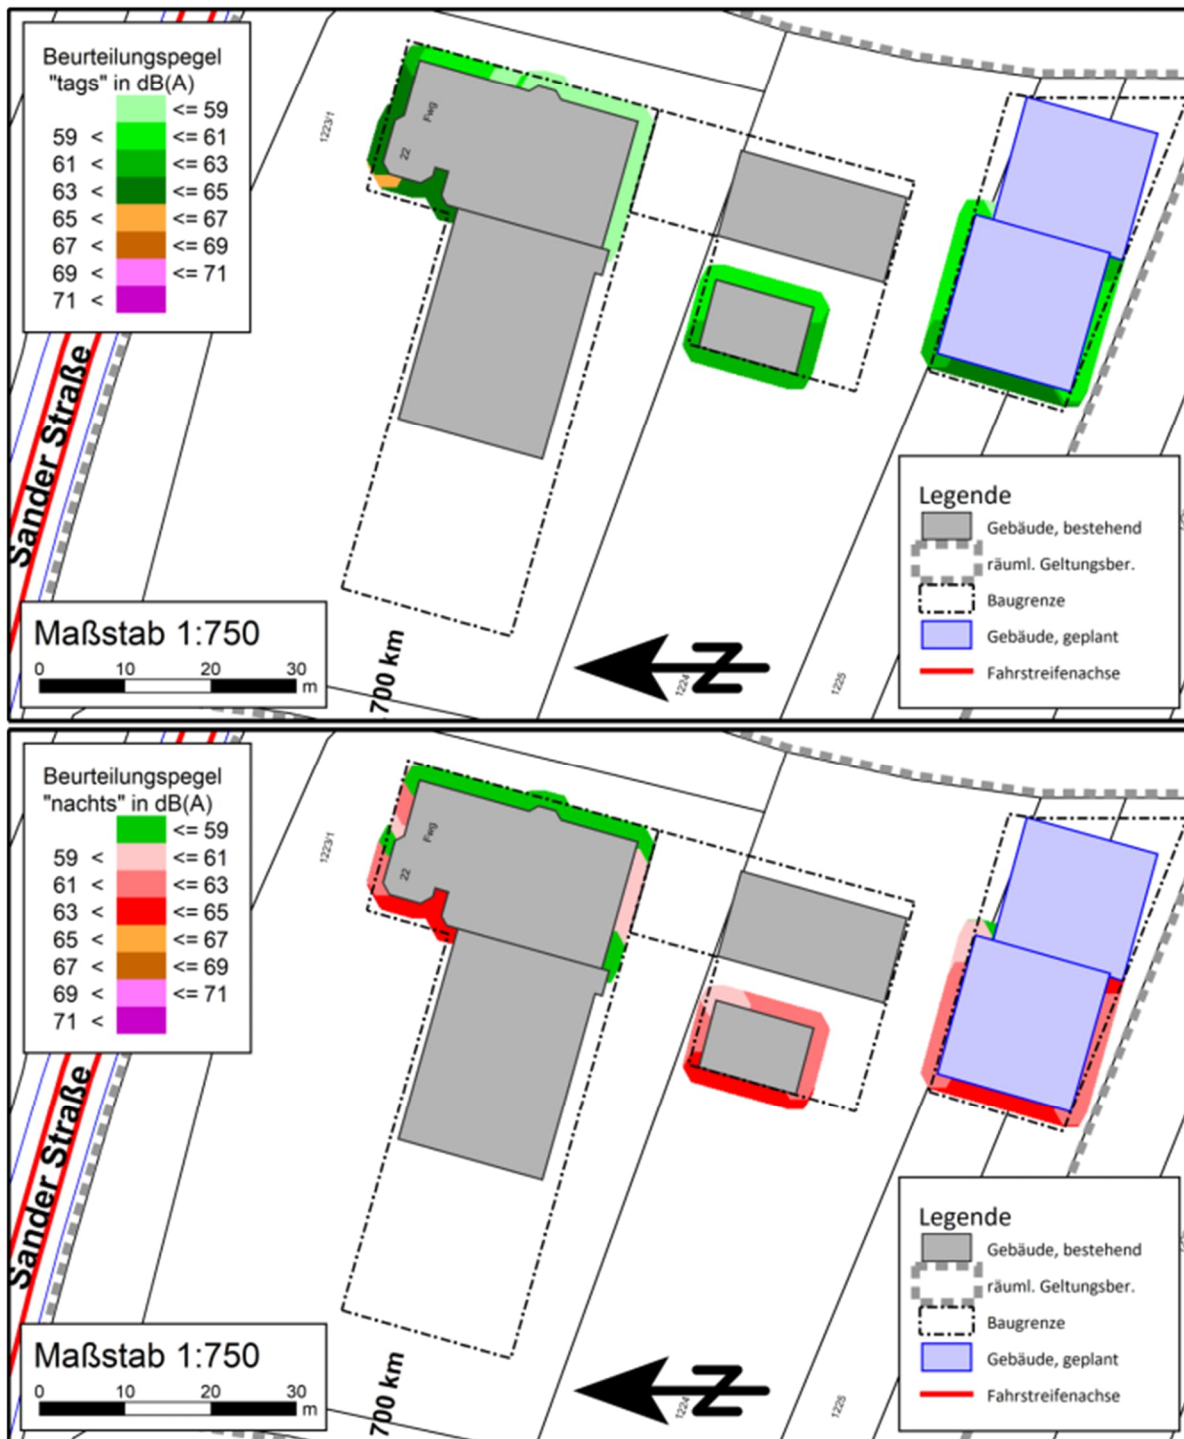 Beurteilungspegel
"tags" in dB(A)
<= 59
59 < <= 61
61 < <= 63
63 < <= 65
65 < <= 67
67 < <= 69
69 < <= 71
71 <
1223/1
Fwg
22
Sander Straße
Legende
Gebäude, bestehend
räuml. Geltungsber.
Baugrenze
Gebäude, geplant
Fahrstreifenachse
Maßstab 1:750
0 10 20 30
m
700 km
N
1224
1225
Beurteilungspegel
"nachts" in dB(A)
<= 59
59 < <= 61
61 < <= 63
63 < <= 65
65 < <= 67
67 < <= 69
69 < <= 71
71 <
1223/1
Fwg
22
Sander Straße
Legende
Gebäude, bestehend
räuml. Geltungsber.
Baugrenze
Gebäude, geplant
Fahrstreifenachse
Maßstab 1:750
0 10 20 30
m
700 km
N
1224
1225